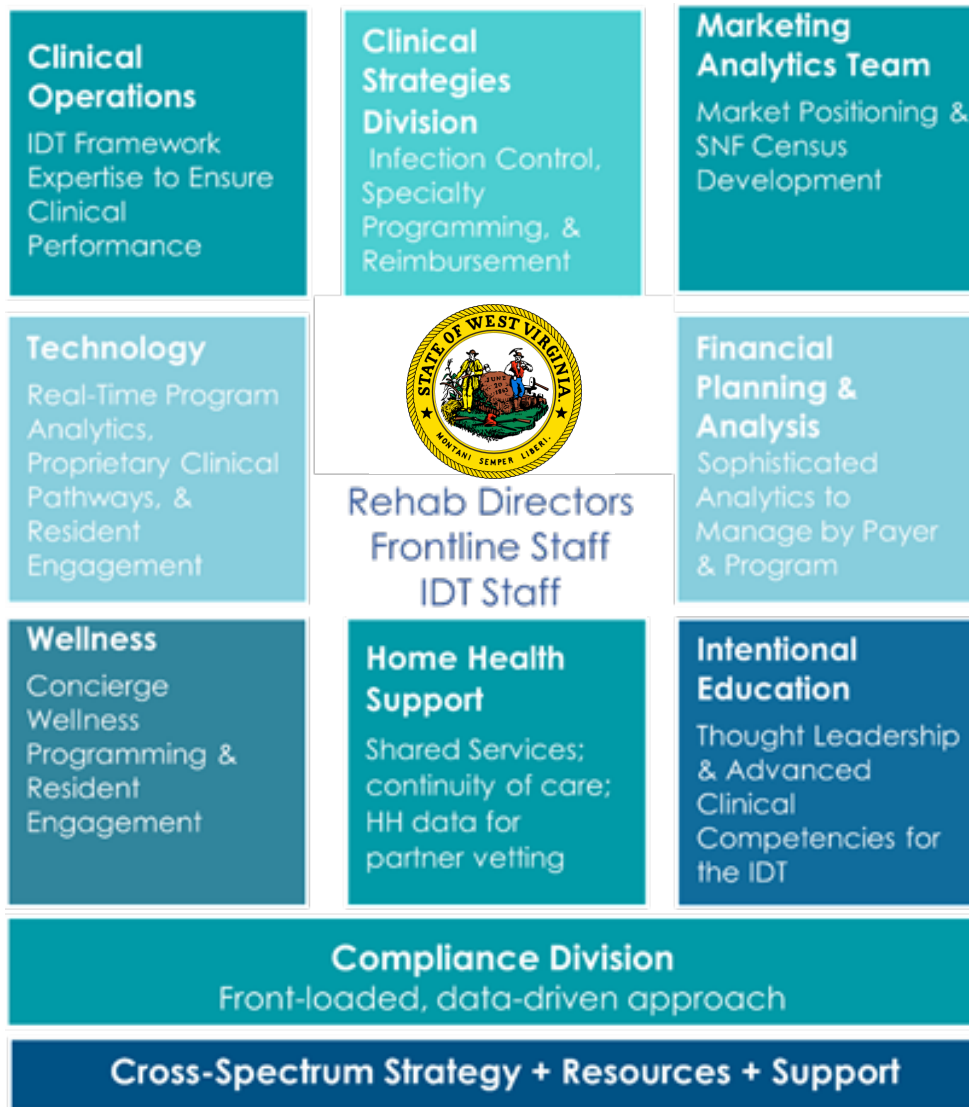 Clinical
Operations
IDT Framework
Expertise to Ensure
Clinical
Performance
Clinical
Strategies
Division
Infection Control,
Specialty
Programming, &
Reimbursement
Marketing
Analytics Team
Market Positioning &
SNF Census
Development
Technology
Real-Time Program
Analytics,
Proprietary Clinical
Pathways, &
Resident
Engagement
STATE OF WEST VIRGINIA.
JUNE
20
1863
MONTANI SEMPER LIBERI.
Rehab Directors
Frontline Staff
IDT Staff
Financial
Planning &
Analysis
Sophisticated
Analytics to
Manage by Payer
& Program
Wellness
Concierge
Wellness
Programming &
Resident
Engagement
Home Health
Support
Shared Services;
continuity of care;
HH data for
partner vetting
Intentional
Education
Thought Leadership
& Advanced
Clinical
Competencies for
the IDT
Compliance Division
Front-loaded, data-driven approach
Cross-Spectrum Strategy + Resources + Support